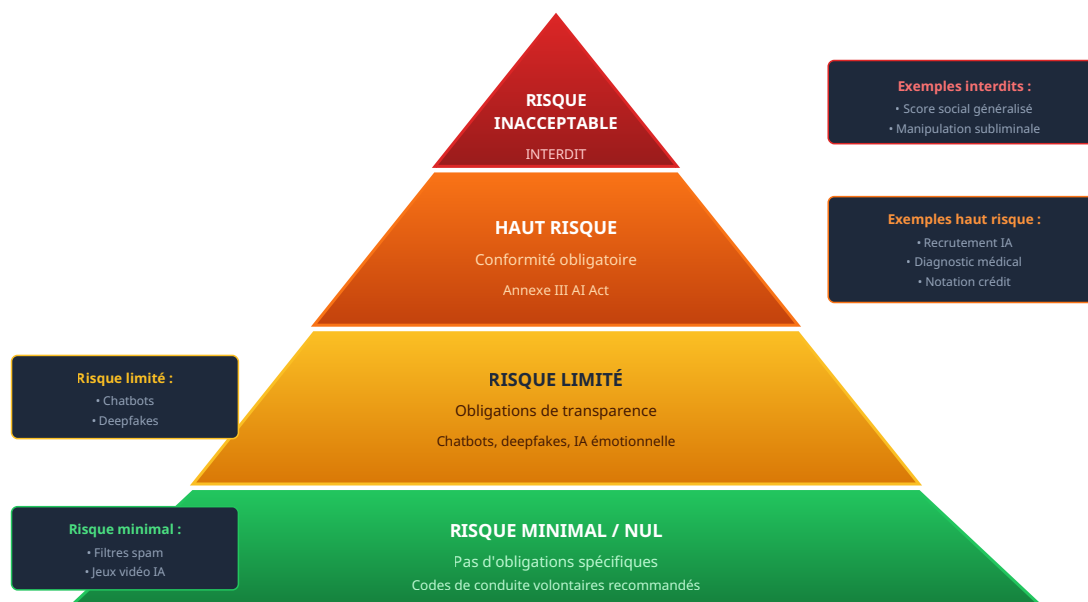 RISQUE
INACCEPTABLE
INTERDIT
Exemples interdits :
• Score social généralisé
• Manipulation subliminale
HAUT RISQUE
Conformité obligatoire
Annexe III AI Act
Exemples haut risque :
• Recrutement IA
• Diagnostic médical
• Notation crédit
Risque limité :
• Chatbots
• Deepfakes
RISQUE LIMITÉ
Obligations de transparence
Chatbots, deepfakes, IA émotionnelle
Risque minimal :
• Filtres spam
• Jeux vidéo IA
RISQUE MINIMAL / NUL
Pas d'obligations spécifiques
Codes de conduite volontaires recommandés